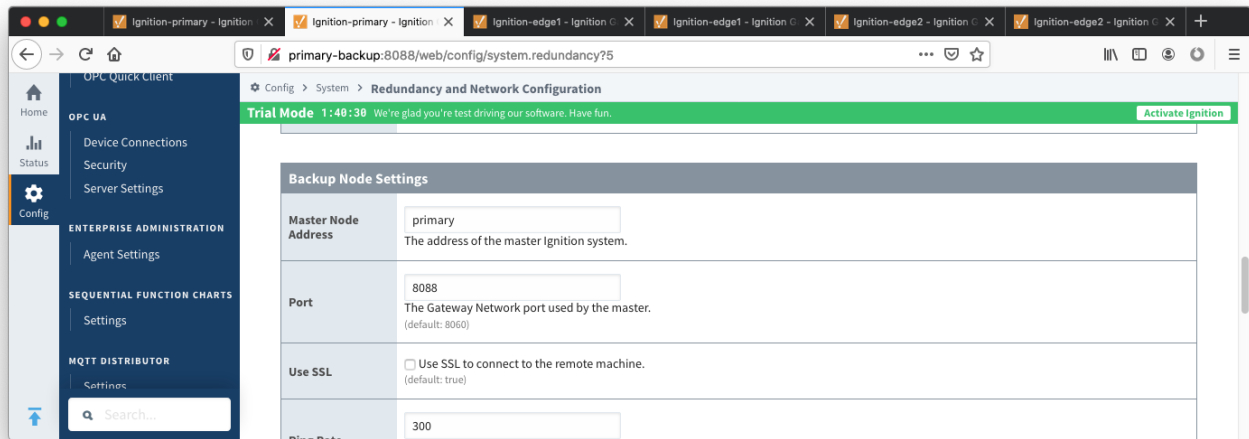 Ignition-primary - Ignition
Ignition-primary - Ignition
Ignition-edge1 - Ignition G
Ignition-edge1 - Ignition G
Ignition-edge2 - Ignition G
Ignition-edge2 - Ignition G
primary-backup:8088/web/config/system.redundancy?5
Home
Status
Config
OPC Quick Client
OPC UA
Device Connections
Security
Server Settings
ENTERPRISE ADMINISTRATION
Agent Settings
SEQUENTIAL FUNCTION CHARTS
Settings
MQTT DISTRIBUTOR
Settings
Search...
Config > System > Redundancy and Network Configuration
Trial Mode 1:40:30 We're glad you're test driving our software. Have fun.
Activate Ignition
Backup Node Settings
Master Node
Address
primary
The address of the master Ignition system.
Port
8088
The Gateway Network port used by the master.
(default: 8060)
Use SSL
Use SSL to connect to the remote machine.
(default: true)
Ping Rate
300